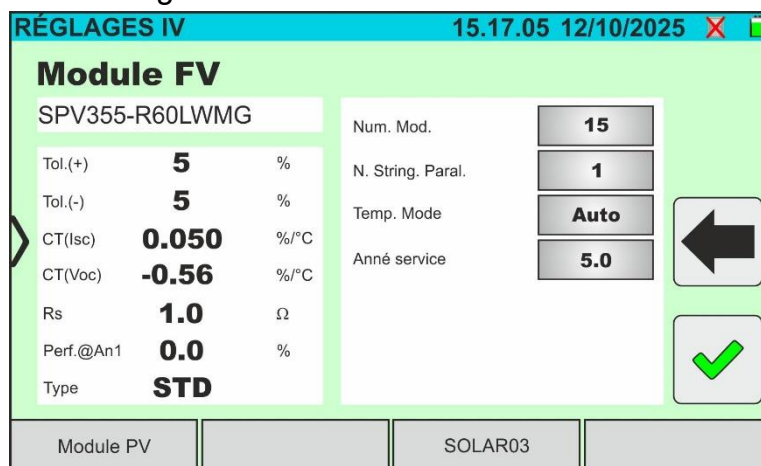 RÉGLAGES IV 15.17.05 12/10/2025
Module FV
SPV355-R60LWMG
Tol.(+) 5 %
Tol.(-) 5 %
CT(Isc) 0.050 %/°C
CT(Voc) -0.56 %/°C
Rs 1.0 Ω
Perf.@An1 0.0 %
Type STD
Num. Mod. 15
N. String. Paral. 1
Temp. Mode Auto
Anné service 5.0
Module PV SOLAR03